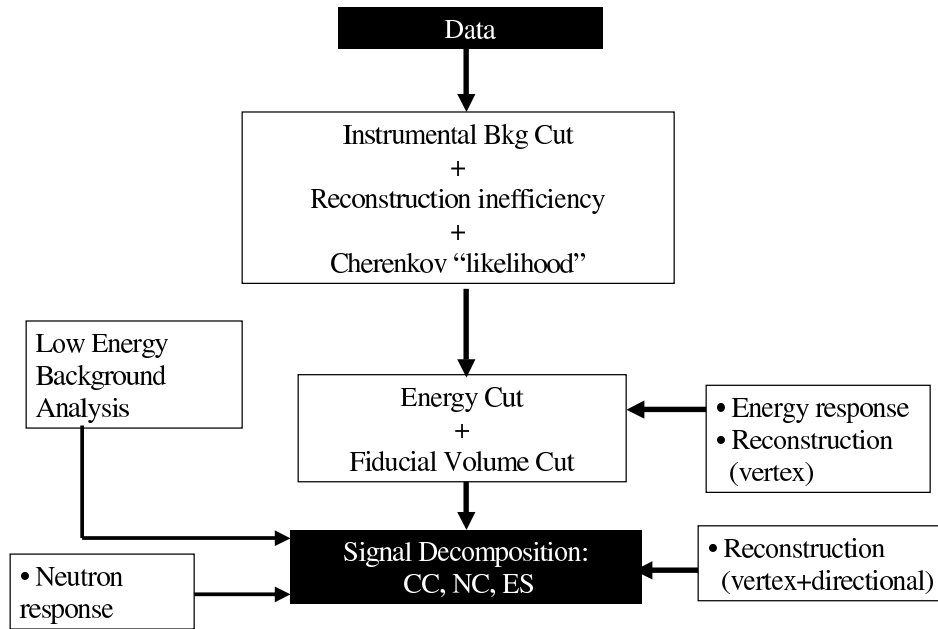 Data
Instrumental Bkg Cut
+
Reconstruction inefficiency
+
Cherenkov “likelihood”
Low Energy
Background
Analysis
Energy Cut
+
Fiducial Volume Cut
• Energy response
• Reconstruction
(vertex)
Signal Decomposition:
CC, NC, ES
• Neutron
response
• Reconstruction
(vertex+directional)